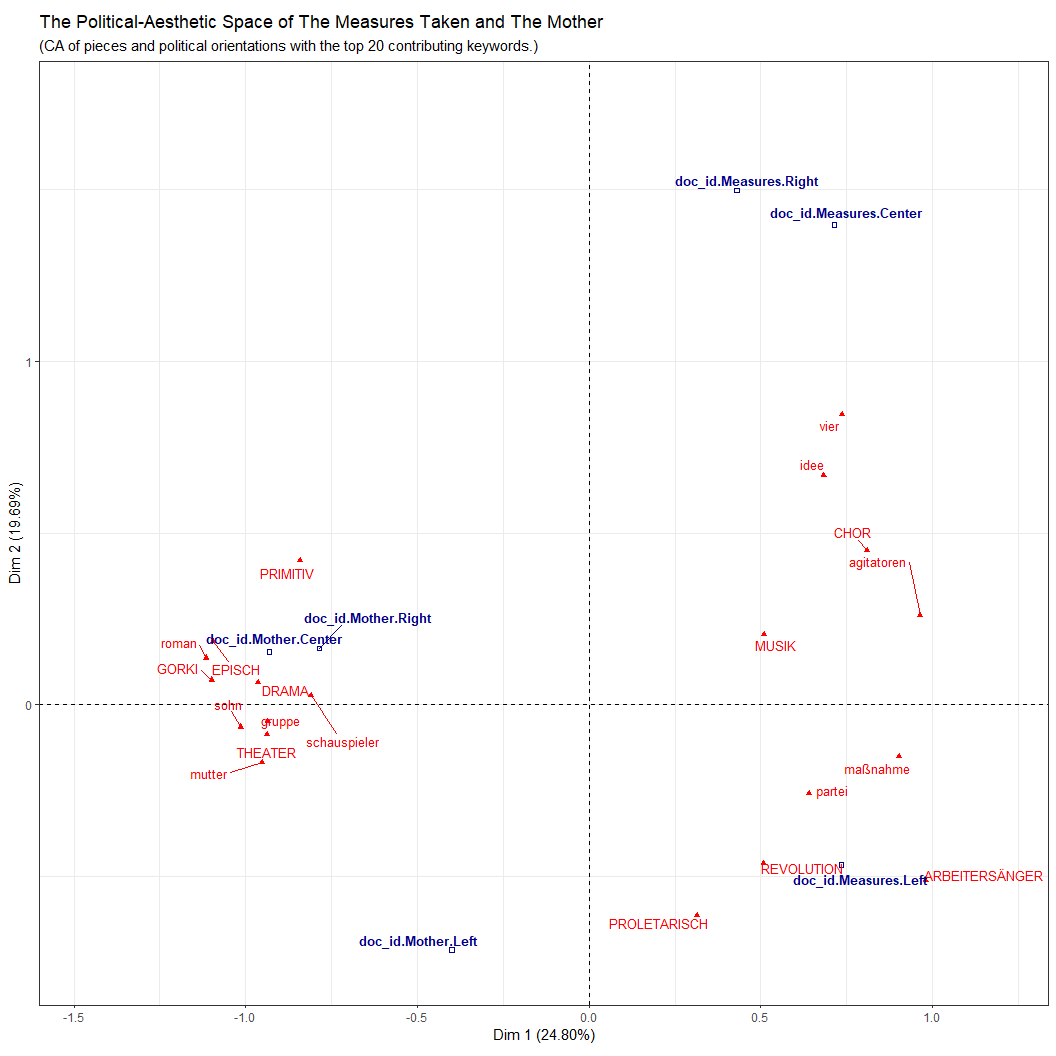 The Political-Aesthetic Space of The Measures Taken and The Mother
(CA of pieces and political orientations with the top 20 contributing keywords.)
doc_id.Measures.Right
doc_id.Measures.Center
1
vier
idee
CHOR
agitatoren
Dim 2 (19.69%)
PRIMITIV
doc_id.Mother.Right
doc_id.Mother.Center
roman
MUSIK
GORKI
EPISCH
DRAMA
0
sohn
gruppe
schauspieler
THEATER
mutter
maßnahme
partei
REVOLUTION
doc_id.Measures.Left
ARBEITERSÄNGER
PROLETARISCH
doc_id.Mother.Left
-1.5
-1.0
-0.5
0.0
0.5
1.0
Dim 1 (24.80%)